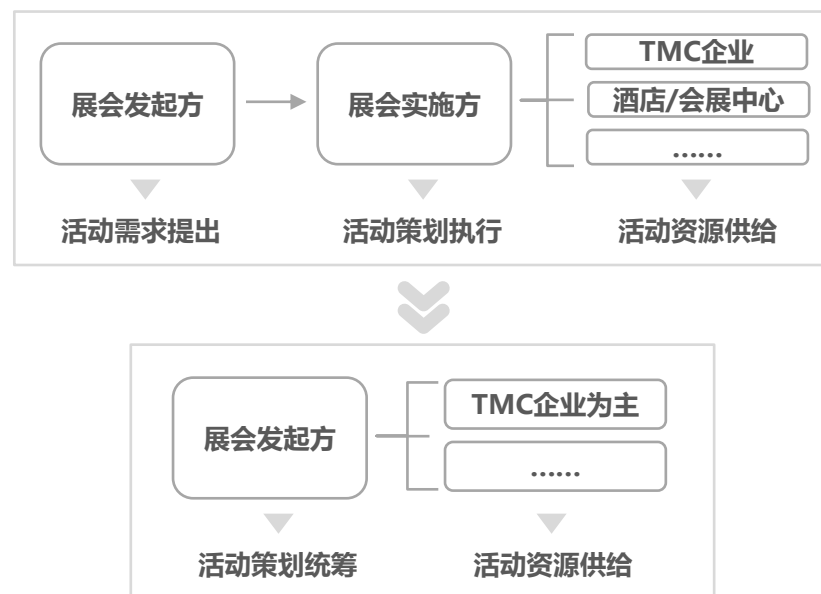 TMC企业
展会发起方
展会实施方
酒店/会展中心
......
活动需求提出
活动策划执行
活动资源供给
TMC企业为主
展会发起方
......
活动策划统筹
活动资源供给